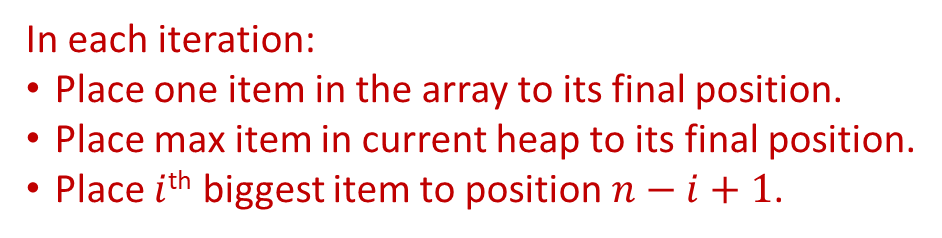 In each iteration:
• Place one item in the array to its final position.
• Place max item in current heap to its final position.
• Place 𝑖ᵗʰ biggest item to position 𝑛 − 𝑖 + 1.